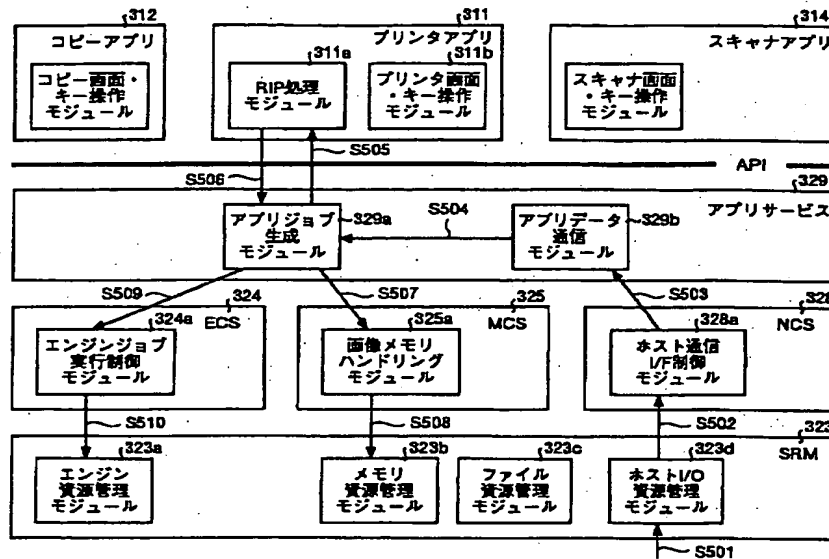 312
コピーアプリ
コピー画面・
キー操作
モジュール
311
プリンタアプリ
311a
RIP処理
モジュール
311b
プリンタ画面
・キー操作
モジュール
314
スキャナアプリ
スキャナ画面
・キー操作
モジュール
S505
API
S506
329
アプリサービス
アプリジョブ
生成
モジュール
329a
S504
アプリデータ
通信
モジュール
329b
S509
S507
S503
324
ECS
324a
エンジンジョブ
実行制御
モジュール
325
MCS
325a
画像メモリ
ハンドリング
モジュール
328
NCS
328a
ホスト通信
I/F制御
モジュール
S510
S508
S502
323
SRM
323a
エンジン
資源管理
モジュール
323b
メモリ
資源管理
モジュール
323c
ファイル
資源管理
モジュール
323d
ホストI/O
資源管理
モジュール
S501